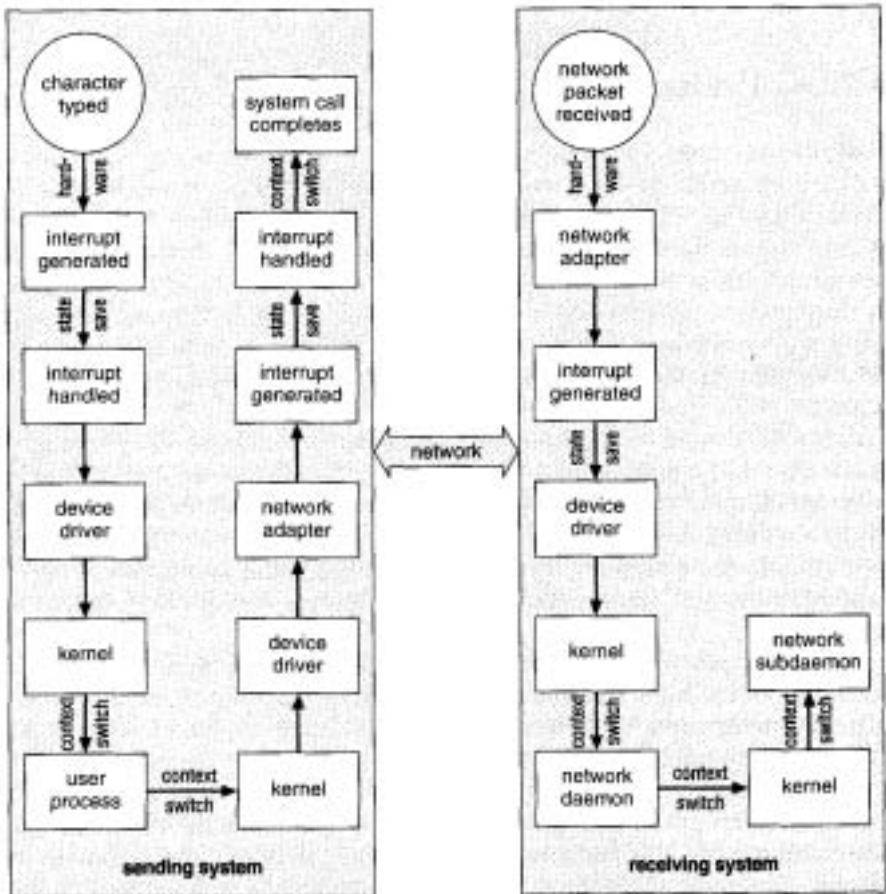 character
typed
hard-
ware
interrupt
generated
state
save
interrupt
handled
device
driver
kernel
context
switch
user
process
context
switch
kernel
device
driver
network
adapter
interrupt
generated
state
save
interrupt
handled
context
switch
system call
completes
sending system
network
network
packet
received
hard-
ware
network
adapter
interrupt
generated
state
save
device
driver
kernel
context
switch
network
daemon
context
switch
kernel
context
switch
network
subdaemon
receiving system